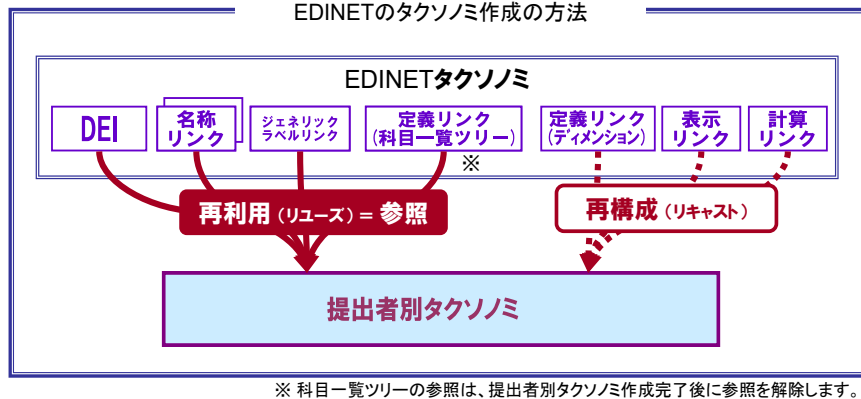 EDINETのタクソノミ作成の方法
EDINETタクソノミ
DEI
名称
リンク
ジェネリック
ラベルリンク
定義リンク
(科目一覧ツリー)
定義リンク
(ディメンション)
表示
リンク
計算
リンク
※
再利用(リユーズ)= 参照
再構成(リキャスト)
提出者別タクソノミ
※ 科目一覧ツリーの参照は、提出者別タクソノミ作成完了後に参照を解除します。